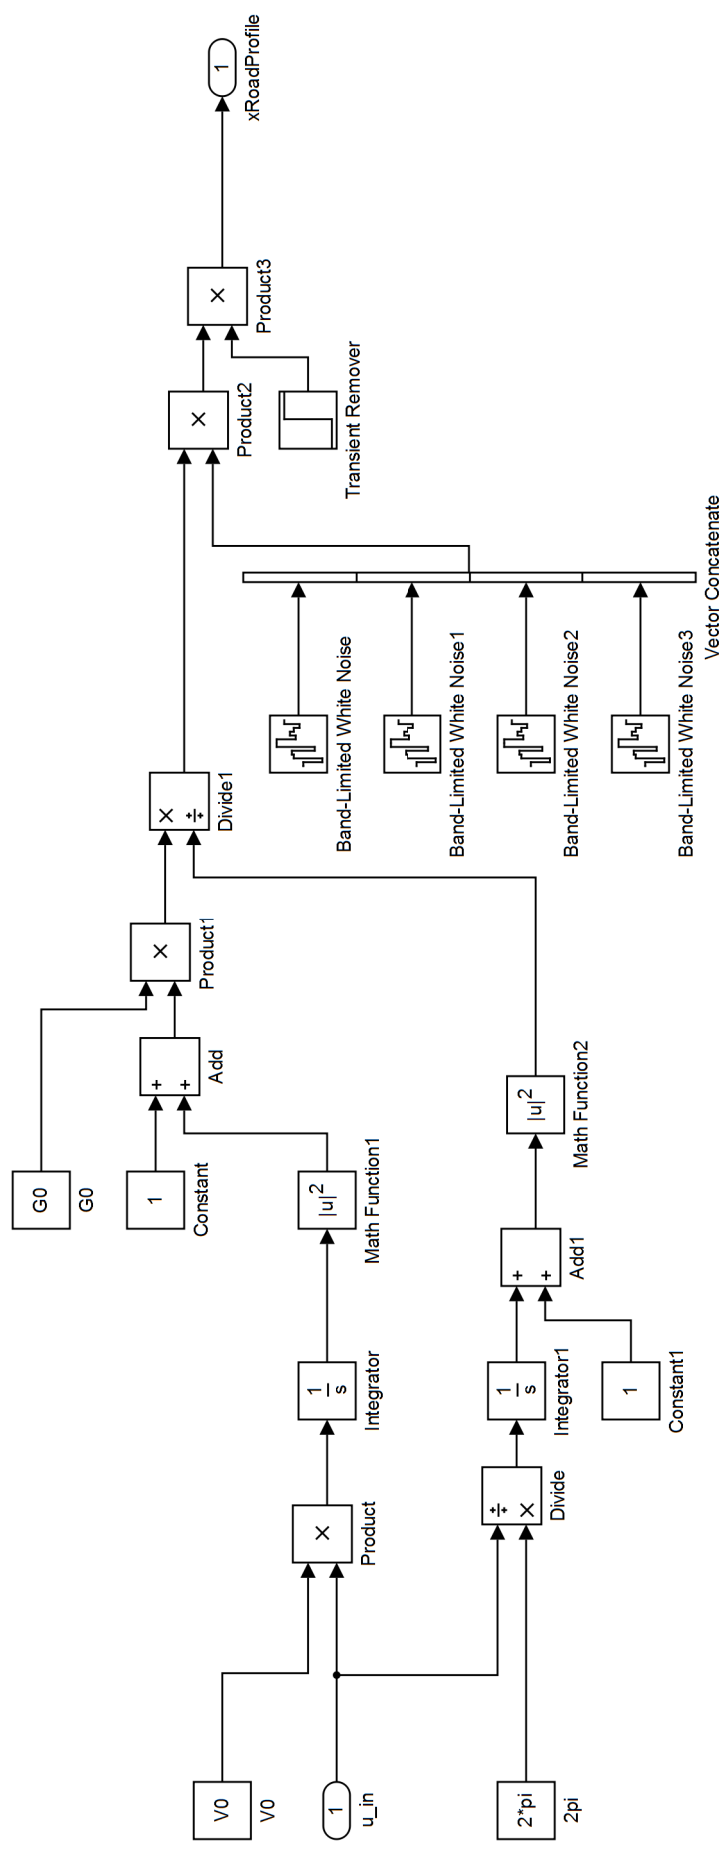 V0
V0
1
u_in
2*pi
2pi
×
Product
÷
×
Divide
1
s
Integrator
1
s
Integrator1
1
Constant1
G0
G0
1
Constant
|u|2
Math Function1
+
+
Add1
+
+
Add
|u|2
Math Function2
×
Product1
×
÷
Divide1
Band-Limited White Noise
Band-Limited White Noise1
Band-Limited White Noise2
Band-Limited White Noise3
Vector Concatenate
×
Product2
Transient Remover
×
Product3
1
xRoadProfile